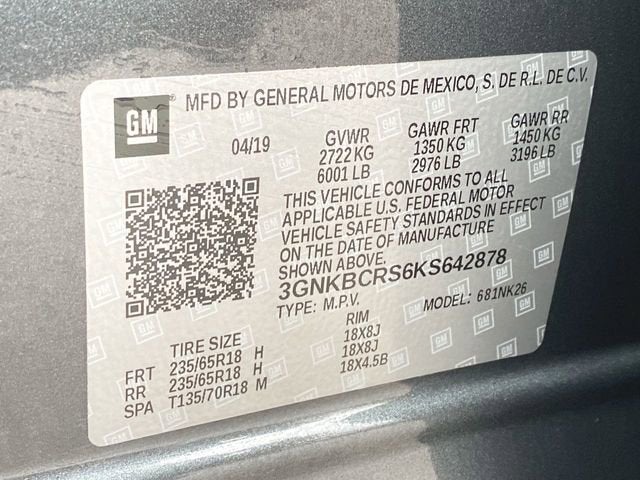 GM ® MFD BY GENERAL MOTORS DE MEXICO, S. DE R.L. DE C.V.
04/19
GVWR
2722 KG
6001 LB
GAWR FRT
1350 KG
2976 LB
GAWR RR
1450 KG
3196 LB
THIS VEHICLE CONFORMS TO ALL
APPLICABLE U.S. FEDERAL MOTOR
VEHICLE SAFETY STANDARDS IN EFFECT
ON THE DATE OF MANUFACTURE
SHOWN ABOVE.
3GNKBCRS6KS642878
TYPE: M.P.V. MODEL: 681NK26
TIRE SIZE RIM
FRT 235/65R18 H 18X8J
RR 235/65R18 H 18X8J
SPA T135/70R18 M 18X4.5B